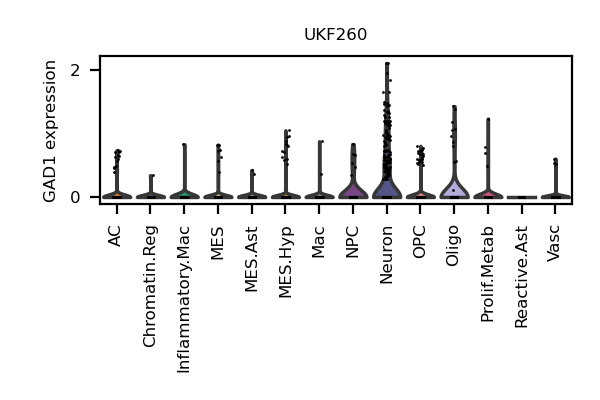 UKF260
GAD1 expression
2
0
AC
Chromatin.Reg
Inflammatory.Mac
MES
MES.Ast
MES.Hyp
Mac
NPC
Neuron
OPC
Oligo
Prolif.Metab
Reactive.Ast
Vasc